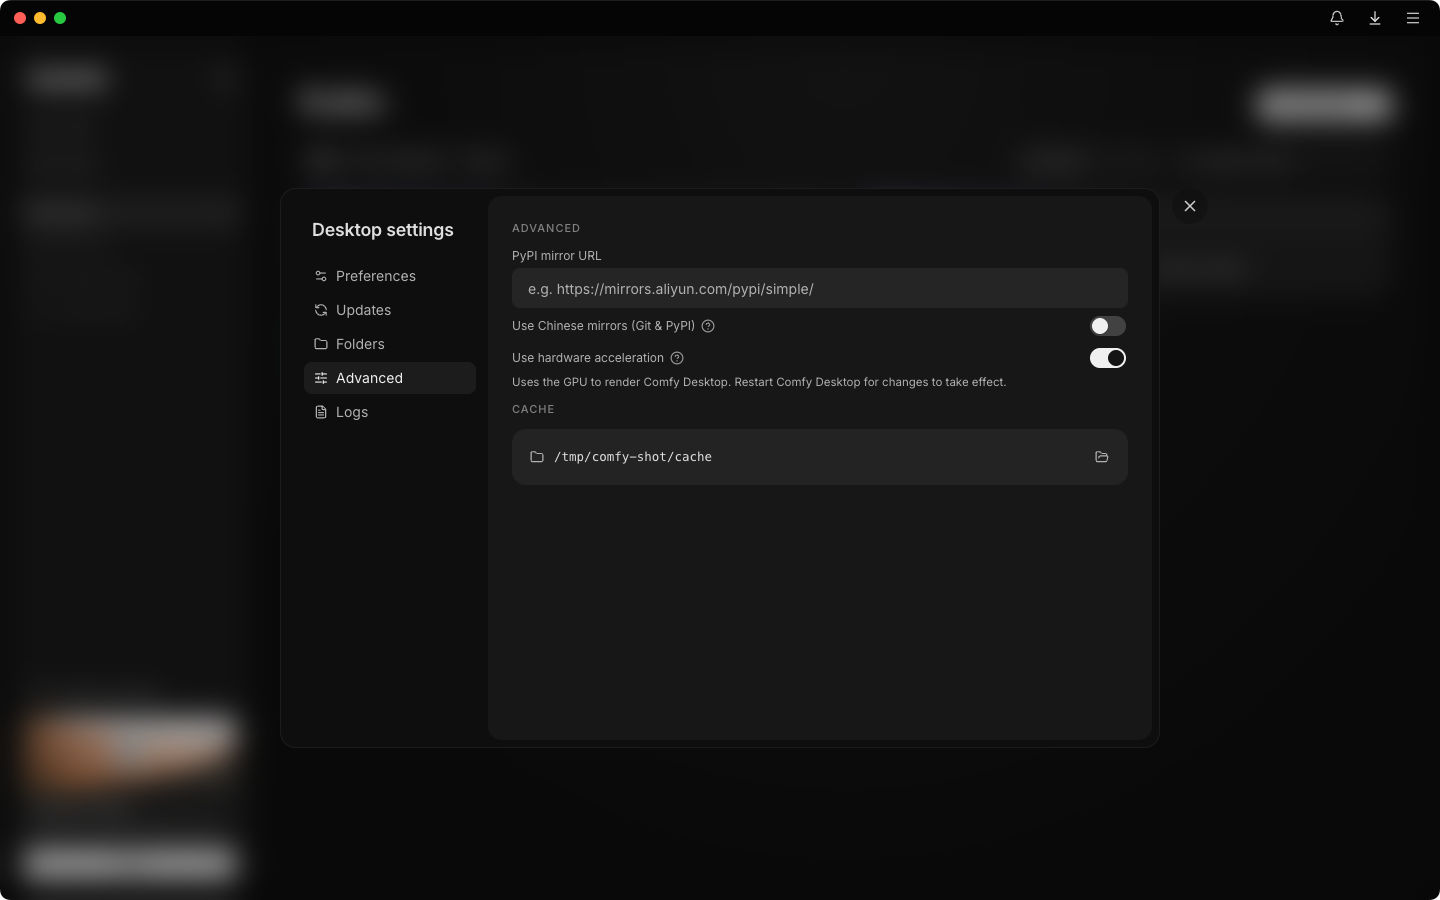 Desktop settings
Preferences
Updates
Folders
Advanced
Logs
ADVANCED
PyPI mirror URL
e.g. https://mirrors.aliyun.com/pypi/simple/
Use Chinese mirrors (Git & PyPI)
Use hardware acceleration
Uses the GPU to render Comfy Desktop. Restart Comfy Desktop for changes to take effect.
CACHE
/tmp/comfy-shot/cache